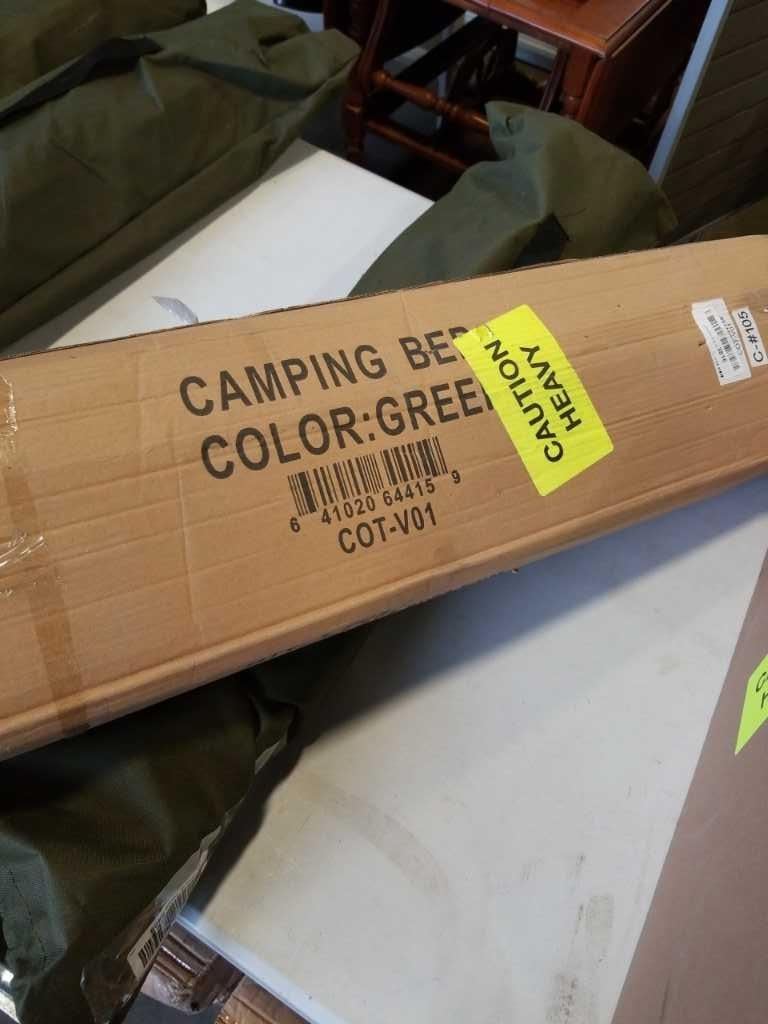 CAMPING BE
COLOR:GREE
6 41020 64415 9
COT-V01
CAUTION
HEAVY
C-#105